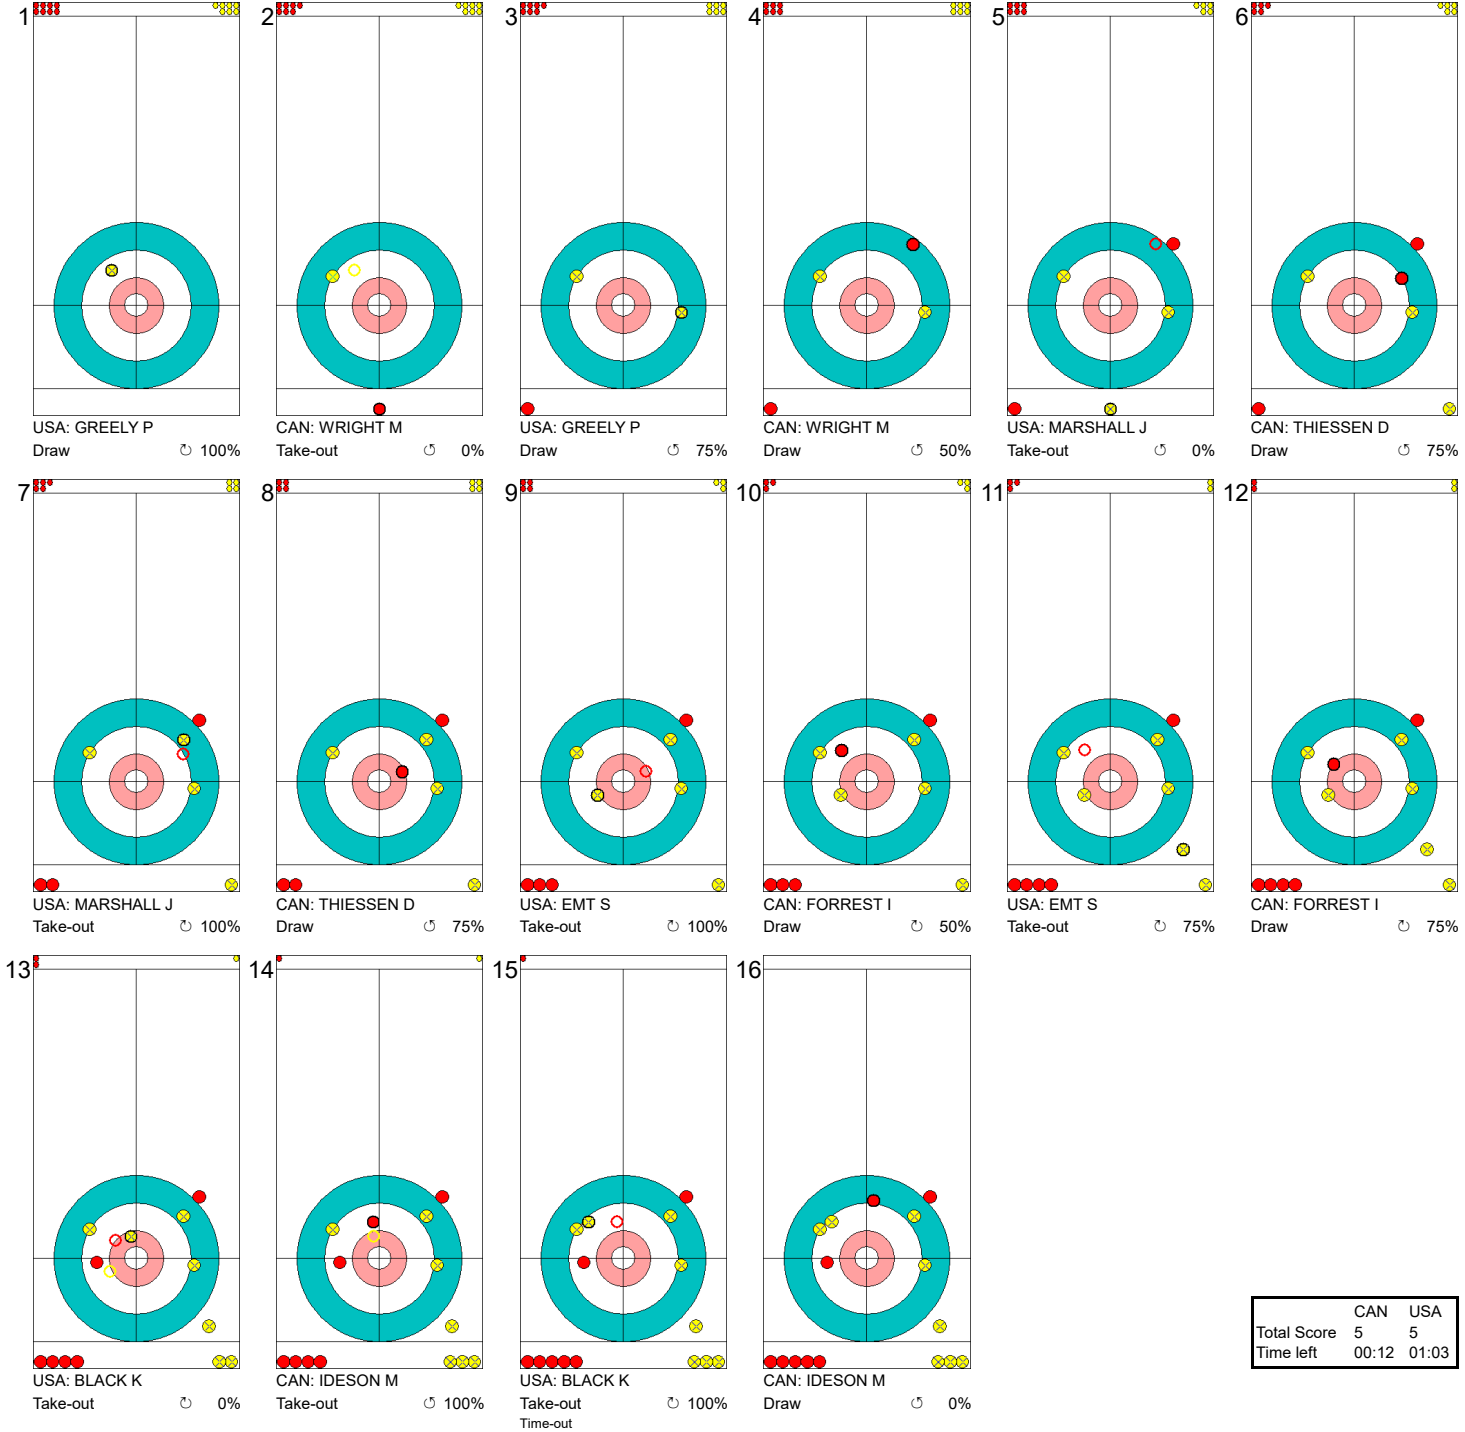 1 2 3 4 5 6
USA: GREELY P CAN: WRIGHT M USA: GREELY P CAN: WRIGHT M USA: MARSHALL J CAN: THIESSEN D
Draw ↻ 100% Take-out ↺ 0% Draw ↺ 75% Draw ↺ 50% Take-out ↺ 0% Draw ↻ 75%
7 8 9 10 11 12
USA: MARSHALL J CAN: THIESSEN D USA: EMT S CAN: FORREST I USA: EMT S CAN: FORREST I
Take-out ↻ 100% Draw ↺ 75% Take-out ↻ 100% Draw ↻ 50% Take-out ↻ 75% Draw ↻ 75%
13 14 15 16
USA: BLACK K CAN: IDESON M USA: BLACK K CAN: IDESON M
Take-out ↻ 0% Take-out ↺ 100% Take-out ↻ 100% Draw ↺ 0%
Time-out
CAN USA
Total Score 5 5
Time left 00:12 01:03